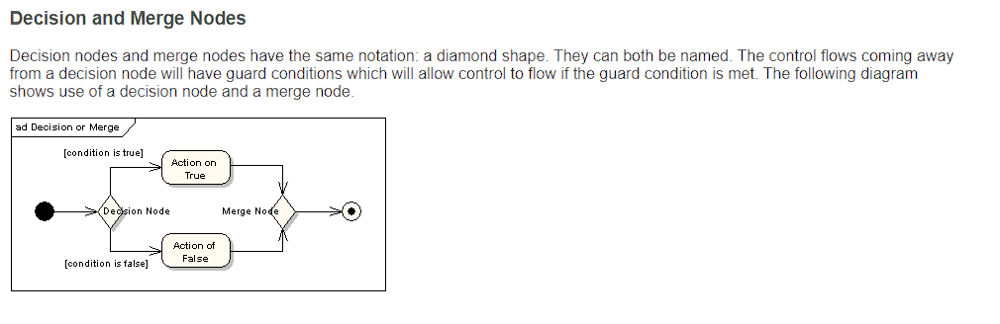 Decision and Merge Nodes
Decision nodes and merge nodes have the same notation: a diamond shape. They can both be named. The control flows coming away
from a decision node will have guard conditions which will allow control to flow if the guard condition is met. The following diagram
shows use of a decision node and a merge node.
ad Decision or Merge
[condition is true]
Action on
True
Decision Node
Merge Node
Action of
False
[condition is false]